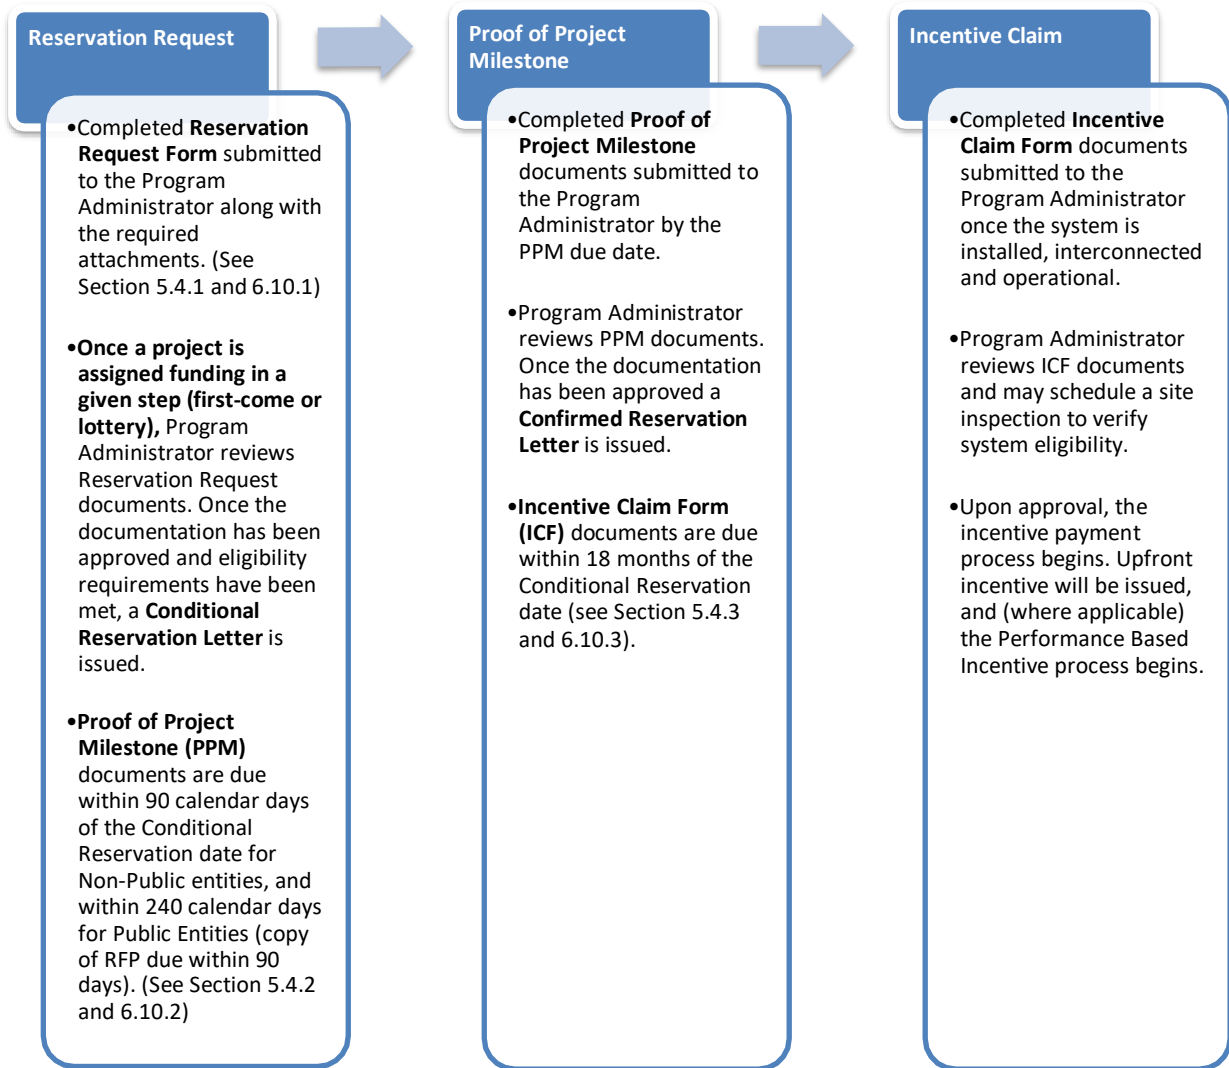 Reservation Request
•Completed Reservation
Request Form submitted
to the Program
Administrator along with
the required
attachments. (See
Section 5.4.1 and 6.10.1)
•Once a project is
assigned funding in a
given step (first-come or
lottery), Program
Administrator reviews
Reservation Request
documents. Once the
documentation has been
approved and eligibility
requirements have been
met, a Conditional
Reservation Letter is
issued.
•Proof of Project
Milestone (PPM)
documents are due
within 90 calendar days
of the Conditional
Reservation date for
Non-Public entities, and
within 240 calendar days
for Public Entities (copy
of RFP due within 90
days). (See Section 5.4.2
and 6.10.2)
Proof of Project
Milestone
•Completed Proof of
Project Milestone
documents submitted to
the Program
Administrator by the
PPM due date.
•Program Administrator
reviews PPM documents.
Once the documentation
has been approved a
Confirmed Reservation
Letter is issued.
•Incentive Claim Form
(ICF) documents are due
within 18 months of the
Conditional Reservation
date (see Section 5.4.3
and 6.10.3).
Incentive Claim
•Completed Incentive
Claim Form documents
submitted to the
Program Administrator
once the system is
installed, interconnected
and operational.
•Program Administrator
reviews ICF documents
and may schedule a site
inspection to verify
system eligibility.
•Upon approval, the
incentive payment
process begins. Upfront
incentive will be issued,
and (where applicable)
the Performance Based
Incentive process begins.